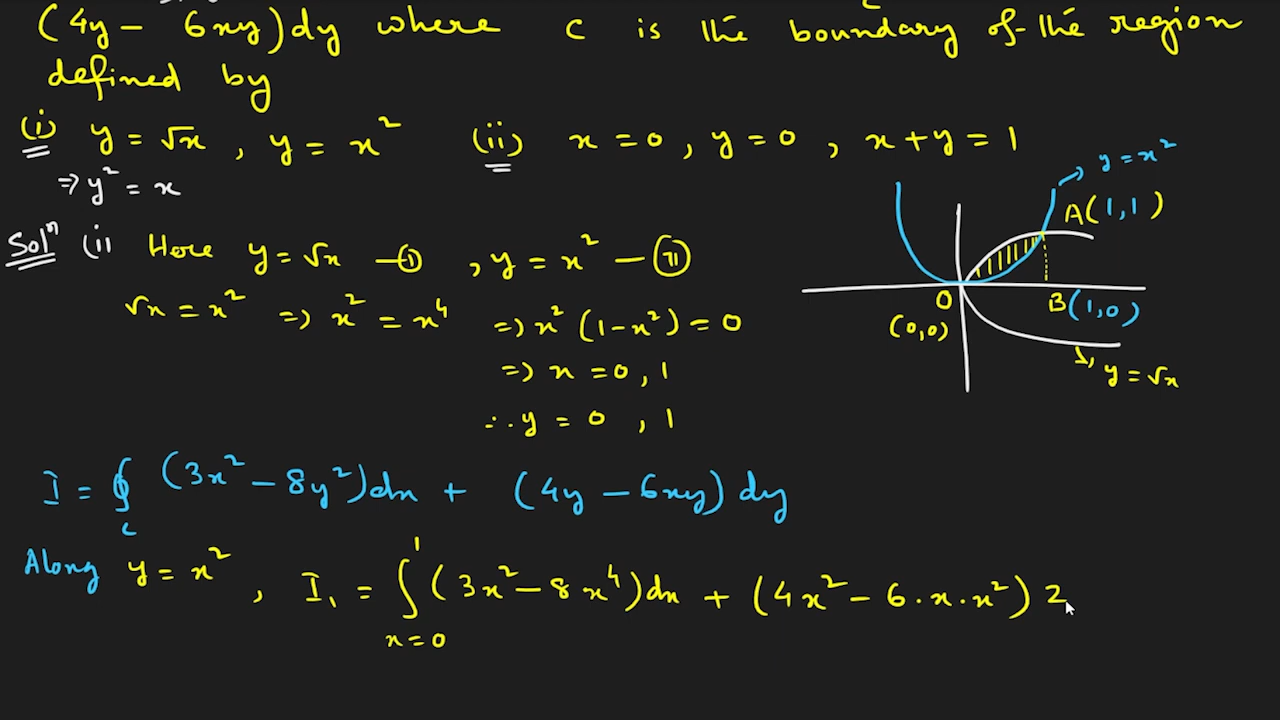 (4y - 6xy) dy where c is the boundary of the region
defined by
(i) y = √x , y = x² (ii) x = 0 , y = 0 , x + y = 1
⇒ y² = x
Solⁿ (i Here y = √x —① , y = x² — Ⅱ
√x = x² ⇒ x² = x⁴ ⇒ x² (1-x²) = 0
⇒ x = 0 , 1
∴ y = 0 , 1
y = x²
A(1,1)
O
(0,0)
B(1,0)
y = √x
I = ∮c (3x² - 8y²)dx + (4y - 6xy) dy
Along y = x² , I₁ = ∫¹ₓ₌₀ (3x² - 8x⁴)dx + (4x² - 6·x·x²) 2